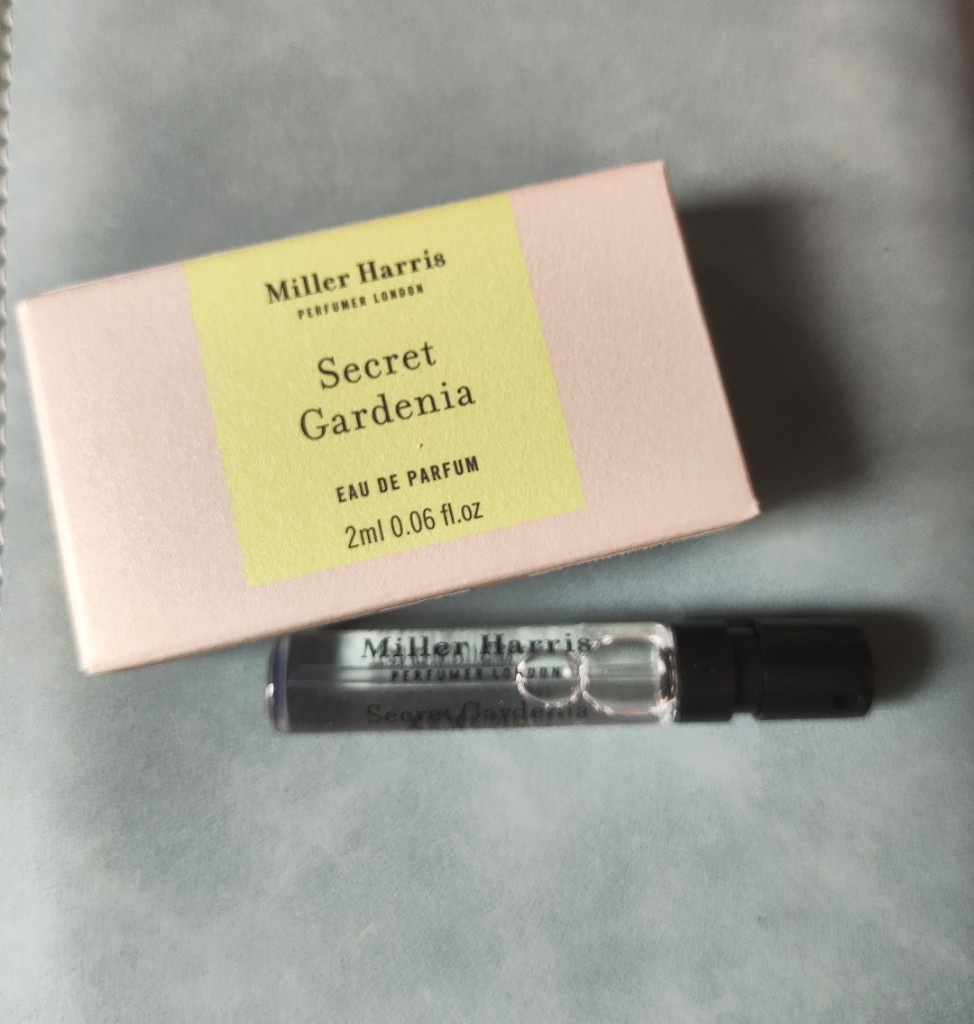 Miller Harris
PERFUMER LONDON
Secret
Gardenia
EAU DE PARFUM
2ml 0.06 fl.oz
Miller Harris
PERFUMER LONDON
Secret Gardenia